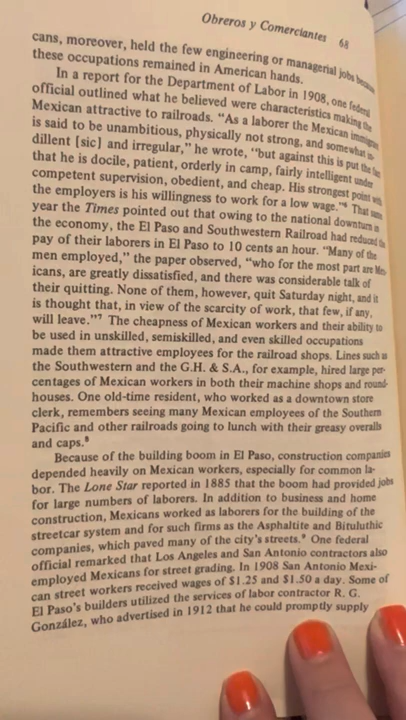 Obreros y Comerciantes 68
cans, moreover, held the few engineering or managerial jobs because
these occupations remained in American hands.
In a report for the Department of Labor in 1908, one federal
official outlined what he believed were characteristics making the
Mexican attractive to railroads. "As a laborer the Mexican immigrant
is said to be unambitious, physically not strong, and somewhat in-
dillent [sic] and irregular," he wrote, "but against this is put the fact
that he is docile, patient, orderly in camp, fairly intelligent under
competent supervision, obedient, and cheap. His strongest point with
the employers is his willingness to work for a low wage."⁶ That same
year the Times pointed out that owing to the national downturn in
the economy, the El Paso and Southwestern Railroad had reduced the
pay of their laborers in El Paso to 10 cents an hour. "Many of the
men employed," the paper observed, "who for the most part are Mex-
icans, are greatly dissatisfied, and there was considerable talk of
their quitting. None of them, however, quit Saturday night, and it
is thought that, in view of the scarcity of work, that few, if any,
will leave."⁷ The cheapness of Mexican workers and their ability to
be used in unskilled, semiskilled, and even skilled occupations
made them attractive employees for the railroad shops. Lines such as
the Southwestern and the G.H. & S.A., for example, hired large per-
centages of Mexican workers in both their machine shops and round-
houses. One old-time resident, who worked as a downtown store
clerk, remembers seeing many Mexican employees of the Southern
Pacific and other railroads going to lunch with their greasy overalls
and caps.⁸
Because of the building boom in El Paso, construction companies
depended heavily on Mexican workers, especially for common la-
bor. The Lone Star reported in 1885 that the boom had provided jobs
for large numbers of laborers. In addition to business and home
construction, Mexicans worked as laborers for the building of the
streetcar system and for such firms as the Asphaltite and Bituluthic
companies, which paved many of the city's streets.⁹ One federal
official remarked that Los Angeles and San Antonio contractors also
employed Mexicans for street grading. In 1908 San Antonio Mexi-
can street workers received wages of $1.25 and $1.50 a day. Some of
El Paso's builders utilized the services of labor contractor R. G.
González, who advertised in 1912 that he could promptly supply